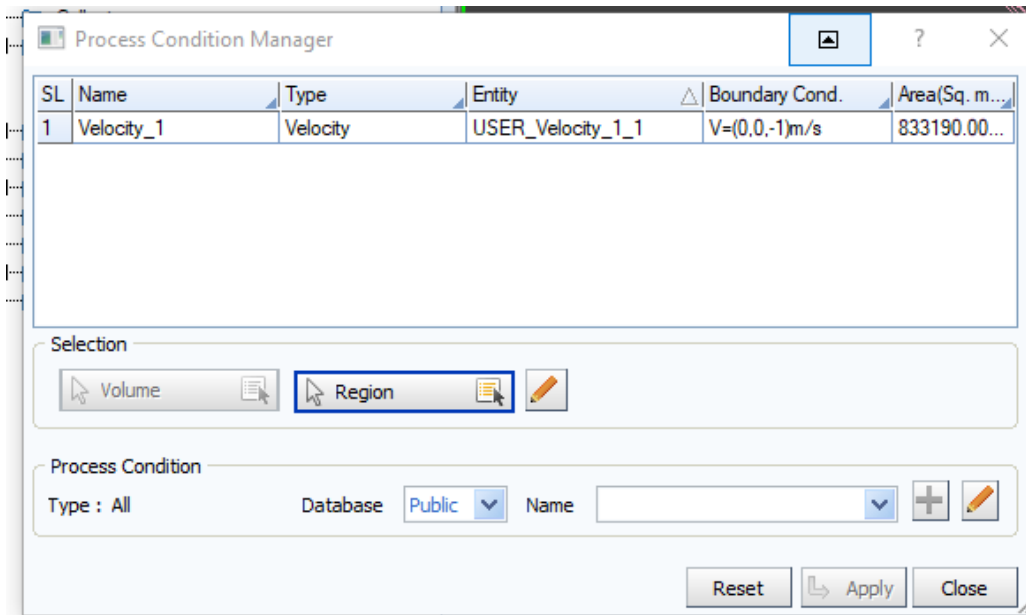 Process Condition Manager
?
SL Name Type Entity Boundary Cond. Area(Sq. m...
1 Velocity_1 Velocity USER_Velocity_1_1 V=(0,0,-1)m/s 833190.00...
Selection
Volume Region
Process Condition
Type : All Database Public Name
Reset Apply Close